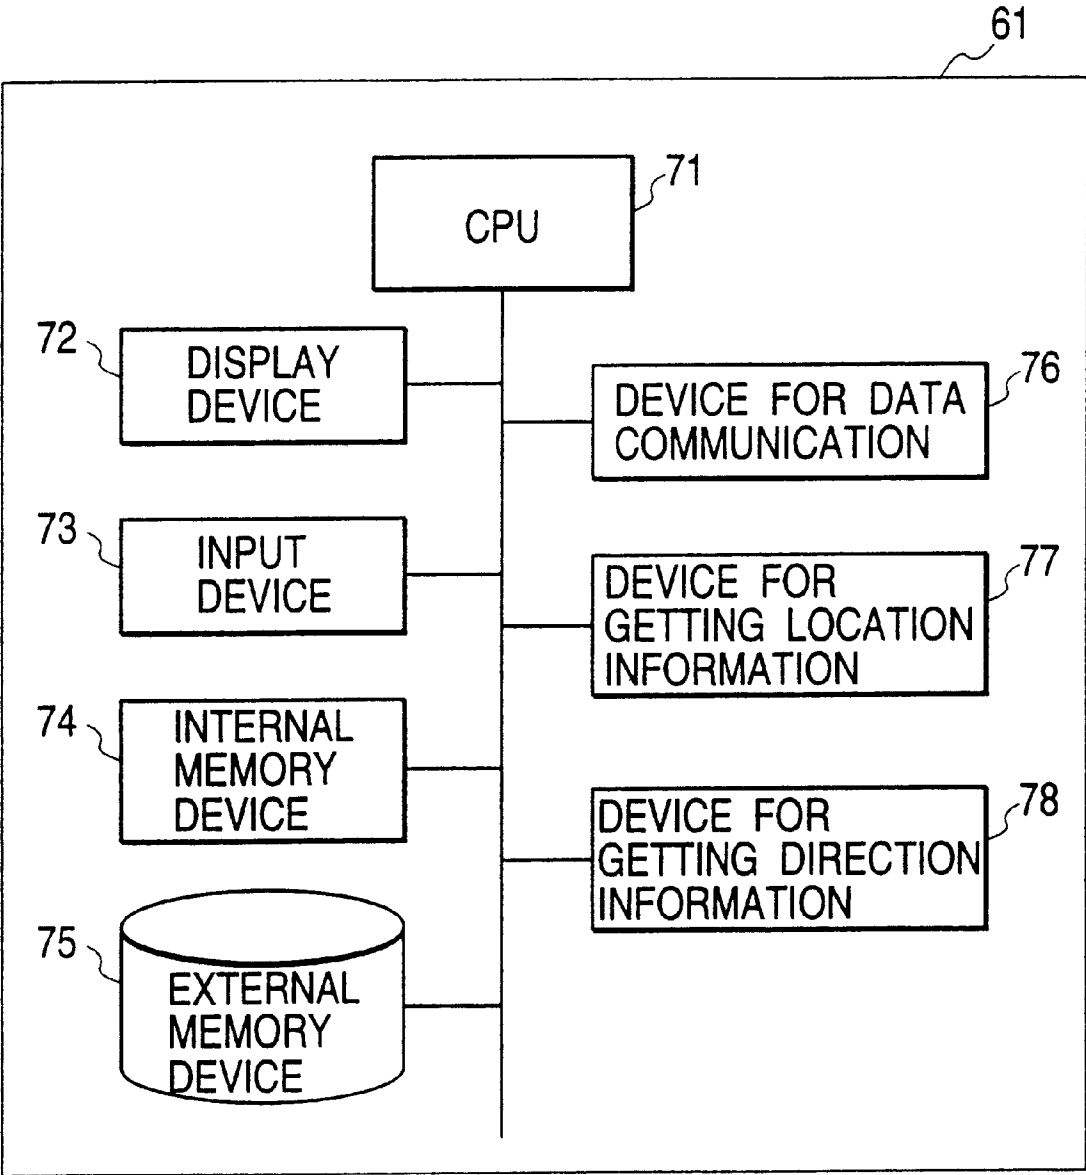 61
71
CPU
72
DISPLAY
DEVICE
76
DEVICE FOR DATA
COMMUNICATION
73
INPUT
DEVICE
77
DEVICE FOR
GETTING LOCATION
INFORMATION
74
INTERNAL
MEMORY
DEVICE
78
DEVICE FOR
GETTING DIRECTION
INFORMATION
75
EXTERNAL
MEMORY
DEVICE